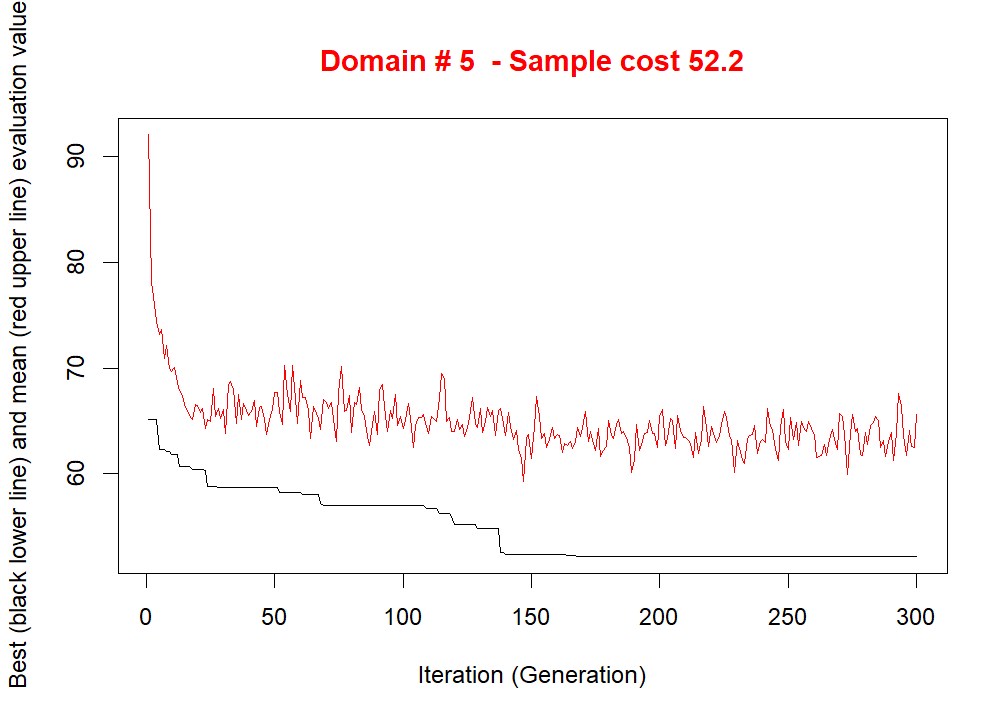 Domain # 5  - Sample cost 52.2
Best (black lower line) and mean (red upper line) evaluation value
90
80
70
60
0 50 100 150 200 250 300
Iteration (Generation)